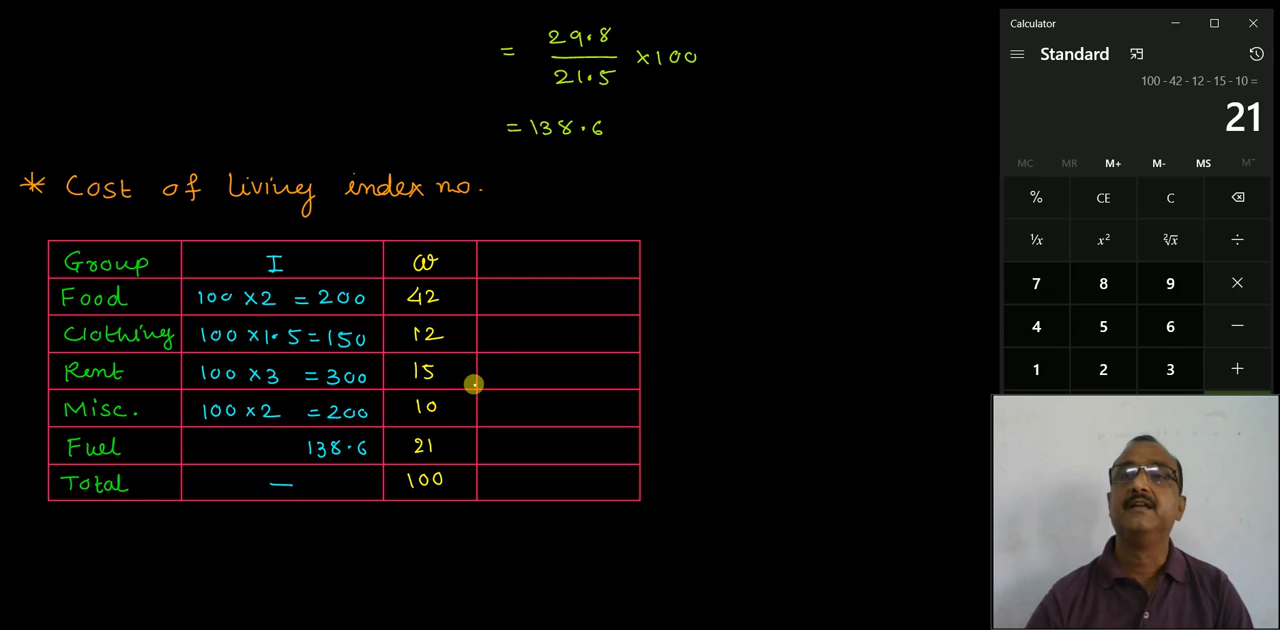 = 29.8 / 21.5 × 100
= 138.6
* Cost of living index no.
Group I w
Food 100 × 2 = 200 42
Clothing 100 × 1.5 = 150 12
Rent 100 × 3 = 300 15
Misc. 100 × 2 = 200 10
Fuel 138.6 21
Total — 100
Calculator
Standard
100 - 42 - 12 - 15 - 10 =
21
MC MR M+ M- MS M˅
% CE C
¹/x x² ²√x ÷
7 8 9 ×
4 5 6 −
1 2 3 +